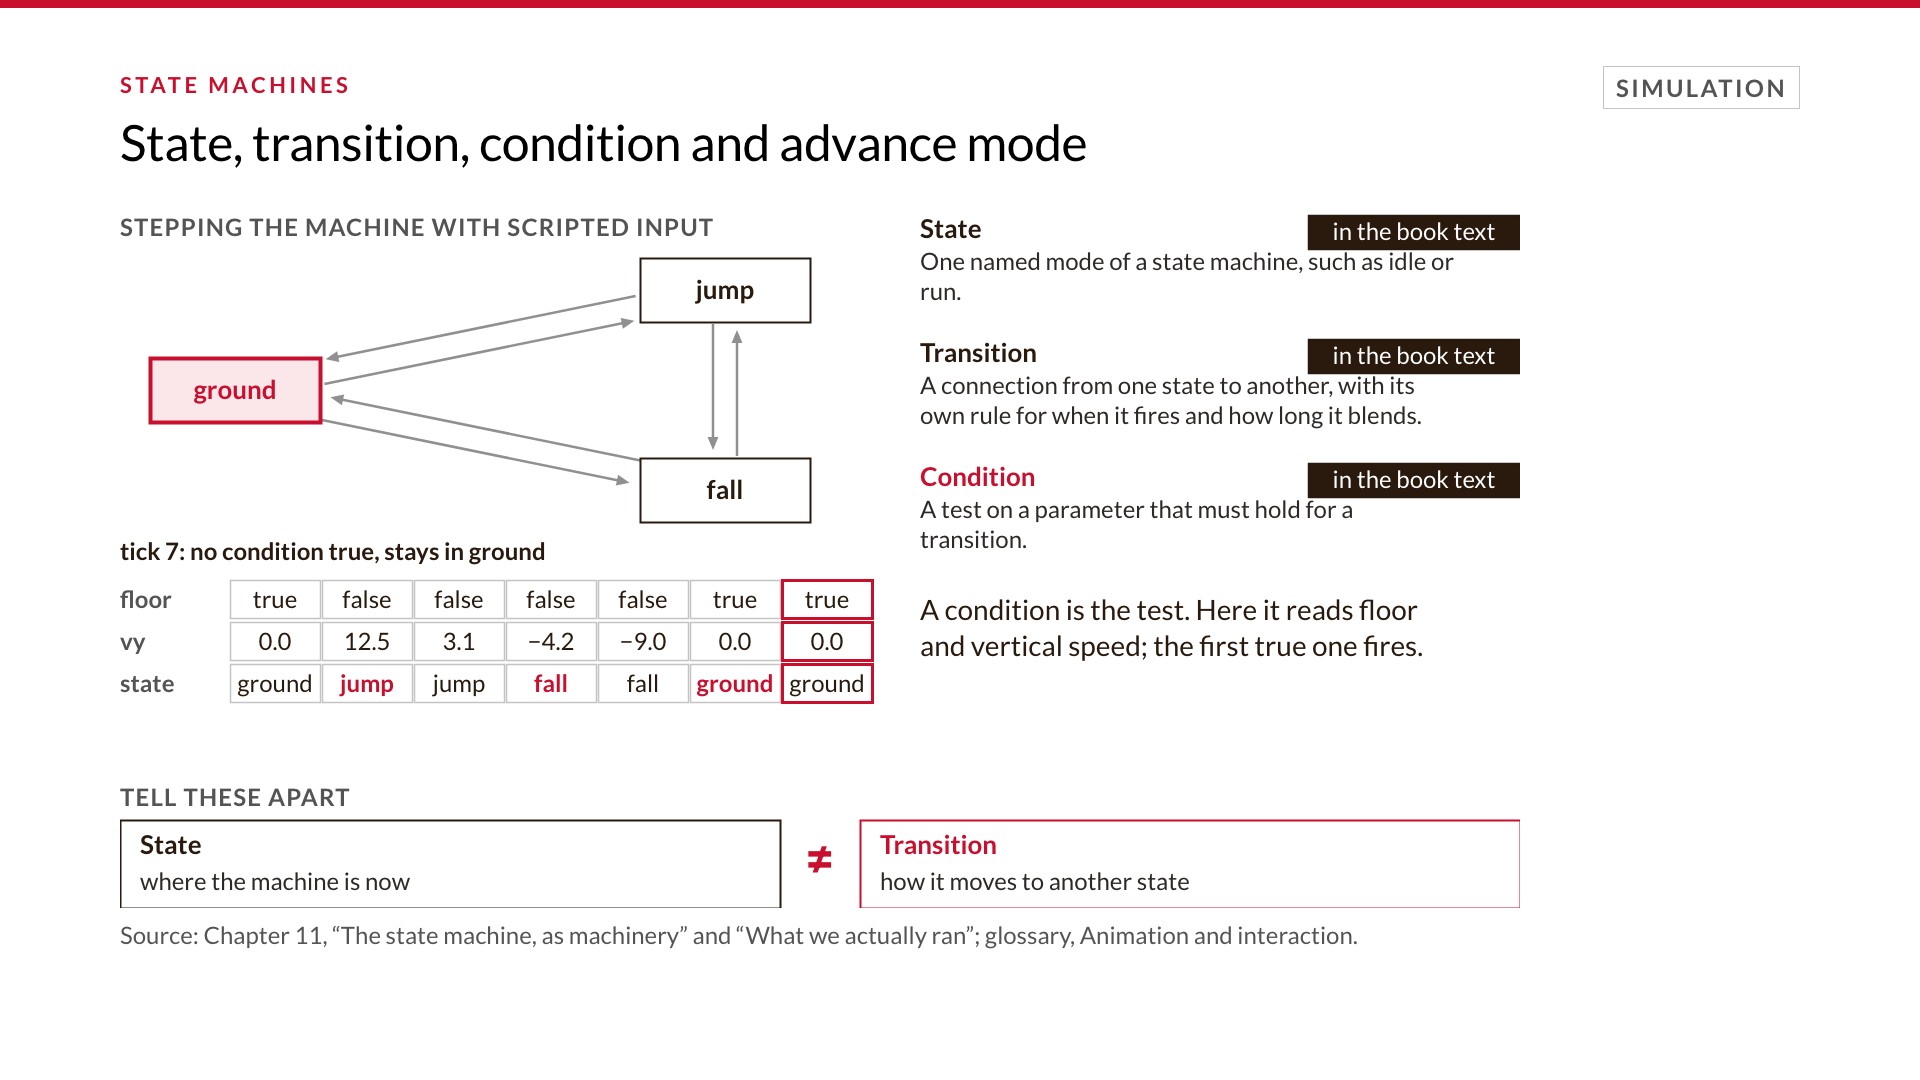 STATE MACHINES
SIMULATION
State, transition, condition and advance mode
STEPPING THE MACHINE WITH SCRIPTED INPUT
jump
ground
fall
tick 7: no condition true, stays in ground
floor true false false false false true true
vy 0.0 12.5 3.1 −4.2 −9.0 0.0 0.0
state ground jump jump fall fall ground ground
State in the book text
One named mode of a state machine, such as idle or
run.
Transition in the book text
A connection from one state to another, with its
own rule for when it fires and how long it blends.
Condition in the book text
A test on a parameter that must hold for a
transition.
A condition is the test. Here it reads floor
and vertical speed; the first true one fires.
TELL THESE APART
State
where the machine is now
≠
Transition
how it moves to another state
Source: Chapter 11, “The state machine, as machinery” and “What we actually ran”; glossary, Animation and interaction.